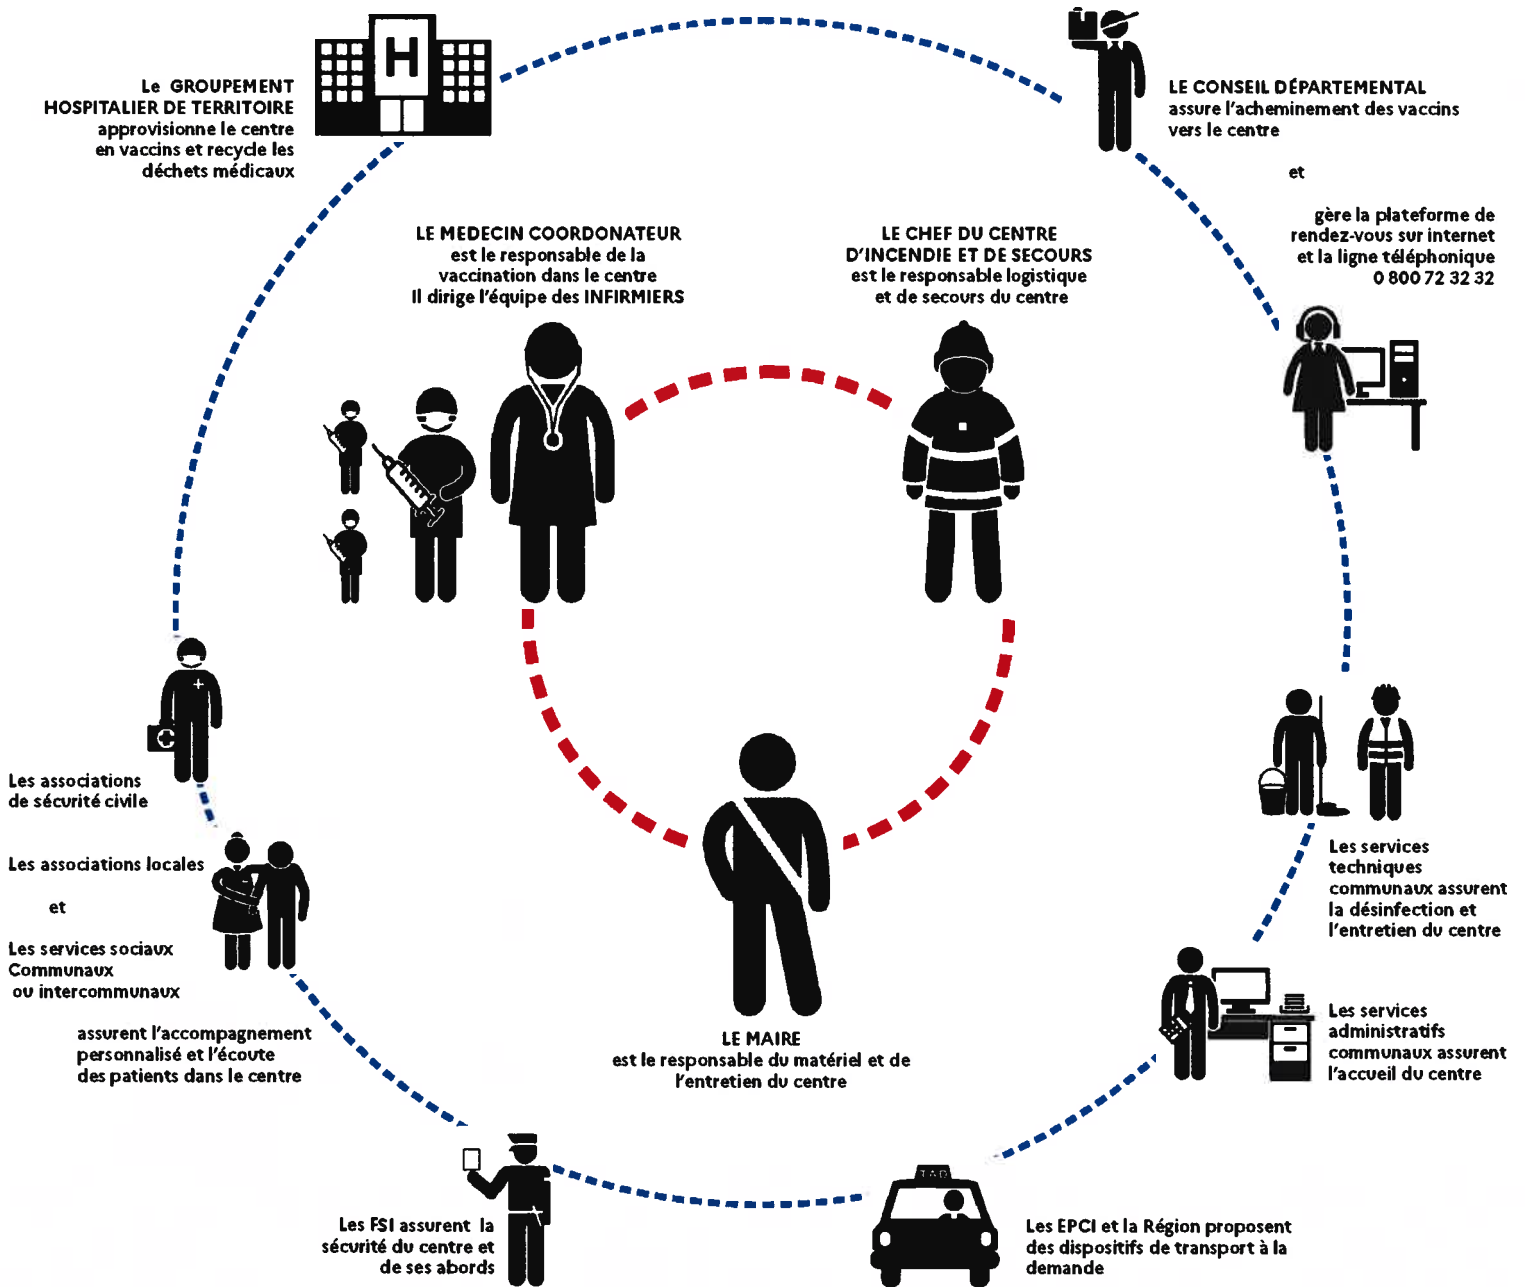 H
Le GROUPEMENT
HOSPITALIER DE TERRITOIRE
approvisionne le centre
en vaccins et recycle les
déchets médicaux
LE CONSEIL DÉPARTEMENTAL
assure l'acheminement des vaccins
vers le centre
et
gère la plateforme de
rendez-vous sur internet
et la ligne téléphonique
0 800 72 32 32
LE MEDECIN COORDONATEUR
est le responsable de la
vaccination dans le centre
Il dirige l'équipe des INFIRMIERS
LE CHEF DU CENTRE
D'INCENDIE ET DE SECOURS
est le responsable logistique
et de secours du centre
Les associations
de sécurité civile
Les associations locales
et
Les services sociaux
Communaux
ou intercommunaux
assurent l'accompagnement
personnalisé et l'écoute
des patients dans le centre
LE MAIRE
est le responsable du matériel et de
l'entretien du centre
Les services
techniques
communaux assurent
la désinfection et
l'entretien du centre
Les services
administratifs
communaux assurent
l'accueil du centre
Les FSI assurent la
sécurité du centre et
de ses abords
TAD
Les EPCI et la Région proposent
des dispositifs de transport à la
demande